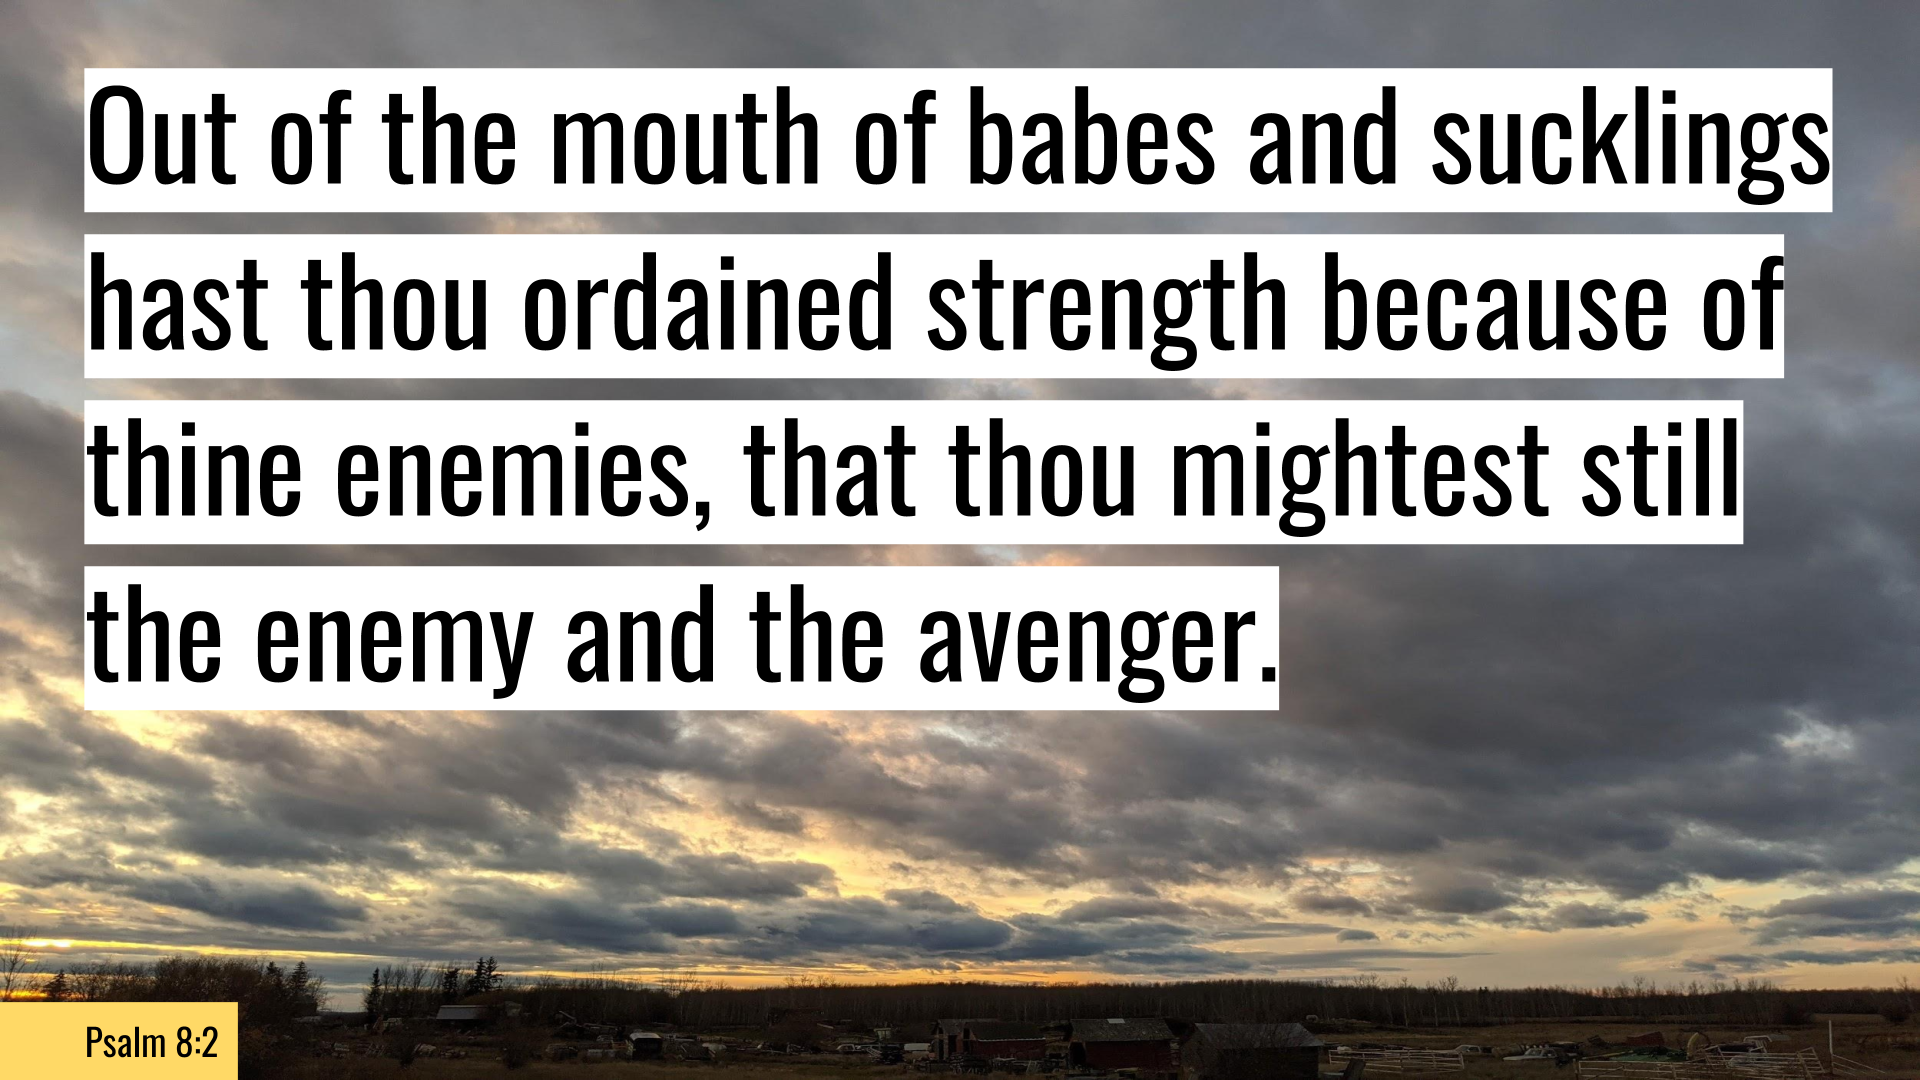 Out of the mouth of babes and sucklings
hast thou ordained strength because of
thine enemies, that thou mightest still
the enemy and the avenger.
Psalm 8:2